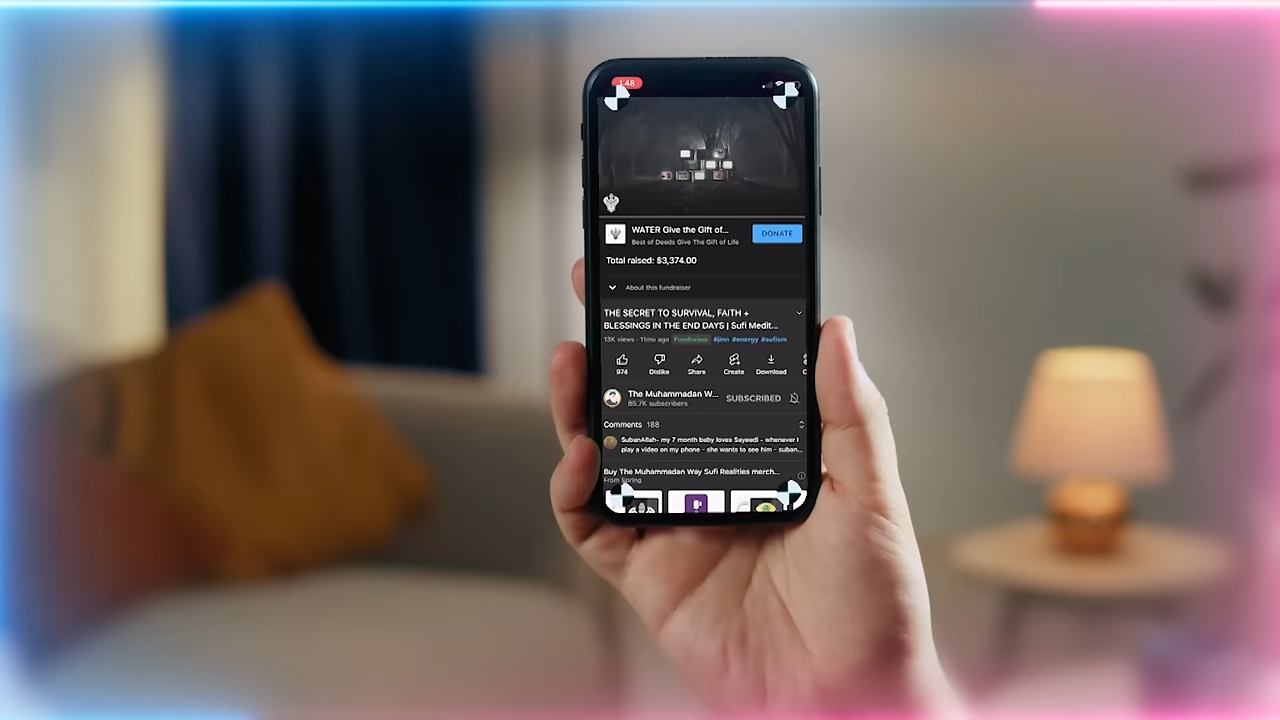 1:48
WATER Give the Gift of...
Best of Deeds Give The Gift of Life
DONATE
Total raised: $3,374.00
About this fundraiser
THE SECRET TO SURVIVAL, FAITH +
BLESSINGS IN THE END DAYS | Sufi Medit...
13K views · 11mo ago Fundraiser #jinn #energy #sufism
974 Dislike Share Create Download
The Muhammadan W...
85.7K subscribers
SUBSCRIBED
Comments 188
SubanAllah- my 7 month baby loves Sayeedi - whenever I
play a video on my phone - she wants to see him - suban...
Buy The Muhammadan Way Sufi Realities merch...
From Spring